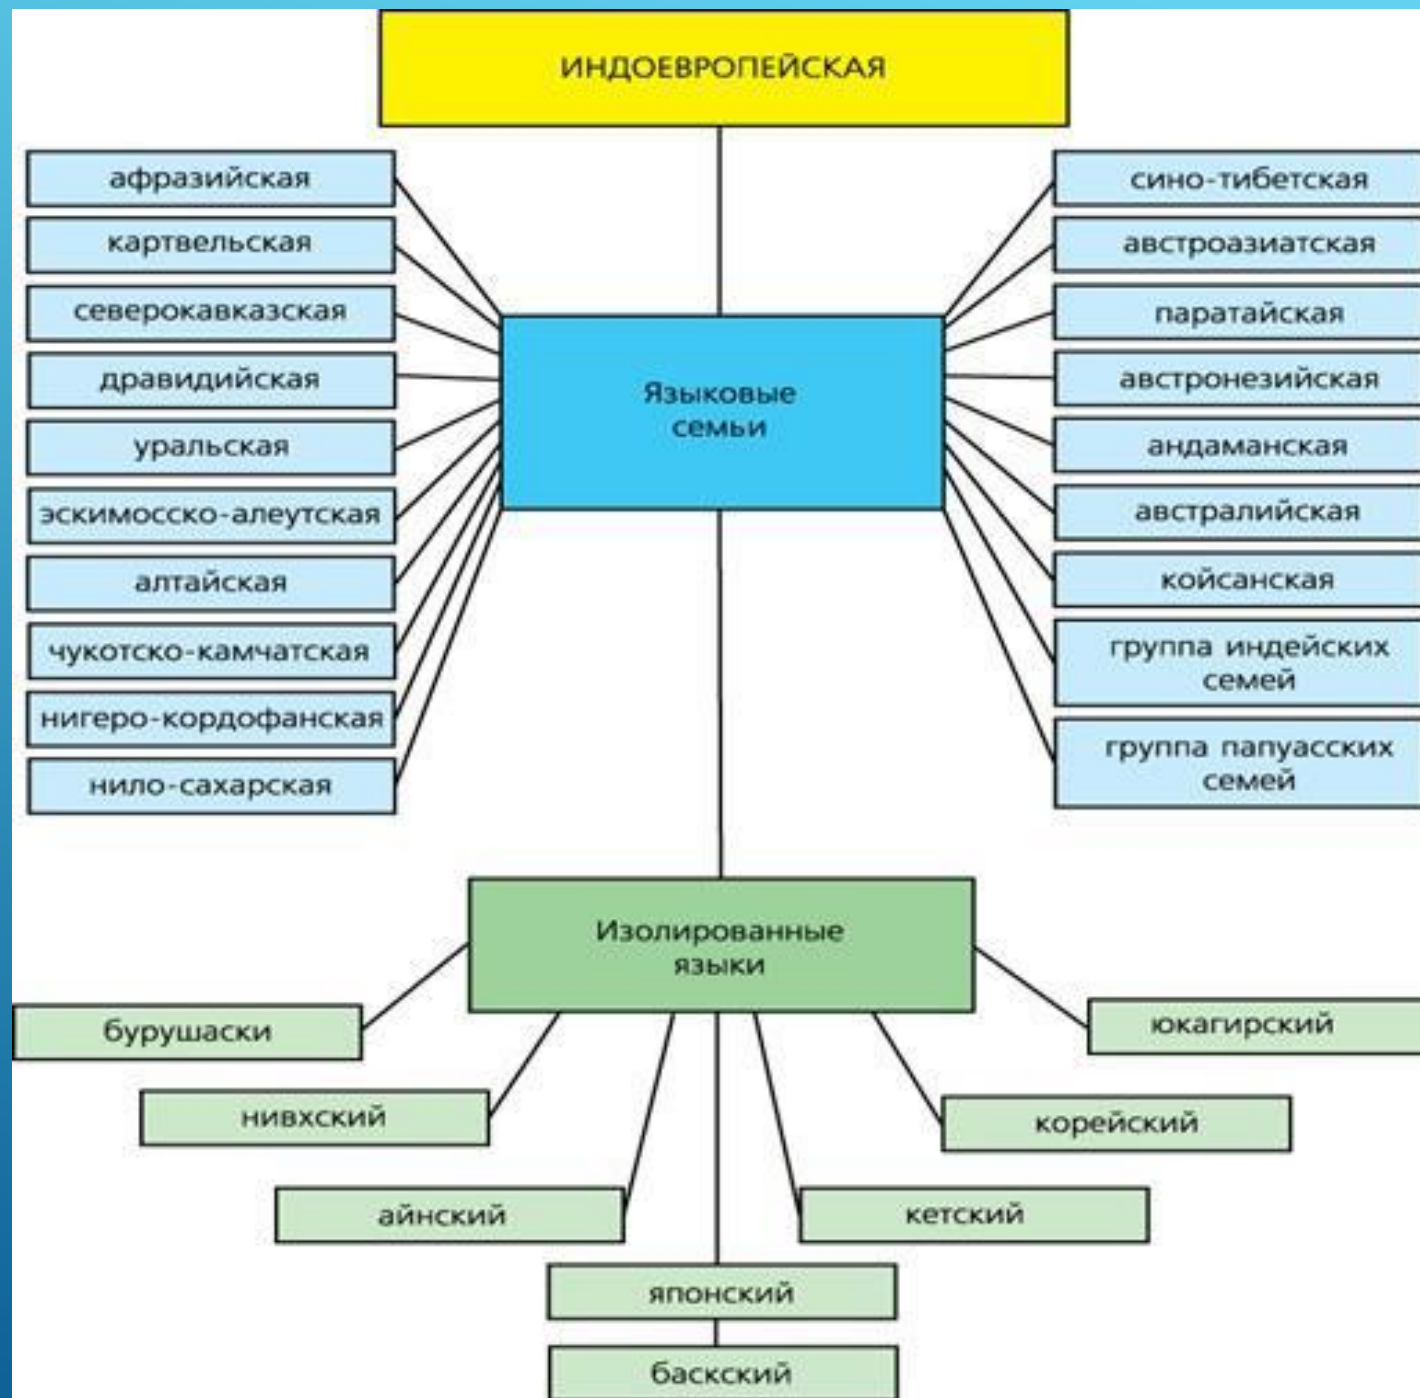 ИНДОЕВРОПЕЙСКАЯ
афразийская
картвельская
северокавказская
дравидийская
уральская
эскимосско-алеутская
алтайская
чукотско-камчатская
нигеро-кордофанская
нило-сахарская
Языковые
семьи
сино-тибетская
австроазиатская
паратайская
австронезийская
андаманская
австралийская
койсанская
группа индейских
семей
группа папуасских
семей
Изолированные
языки
бурушаски
нивхский
айнский
японский
баскский
кетский
корейский
юкагирский